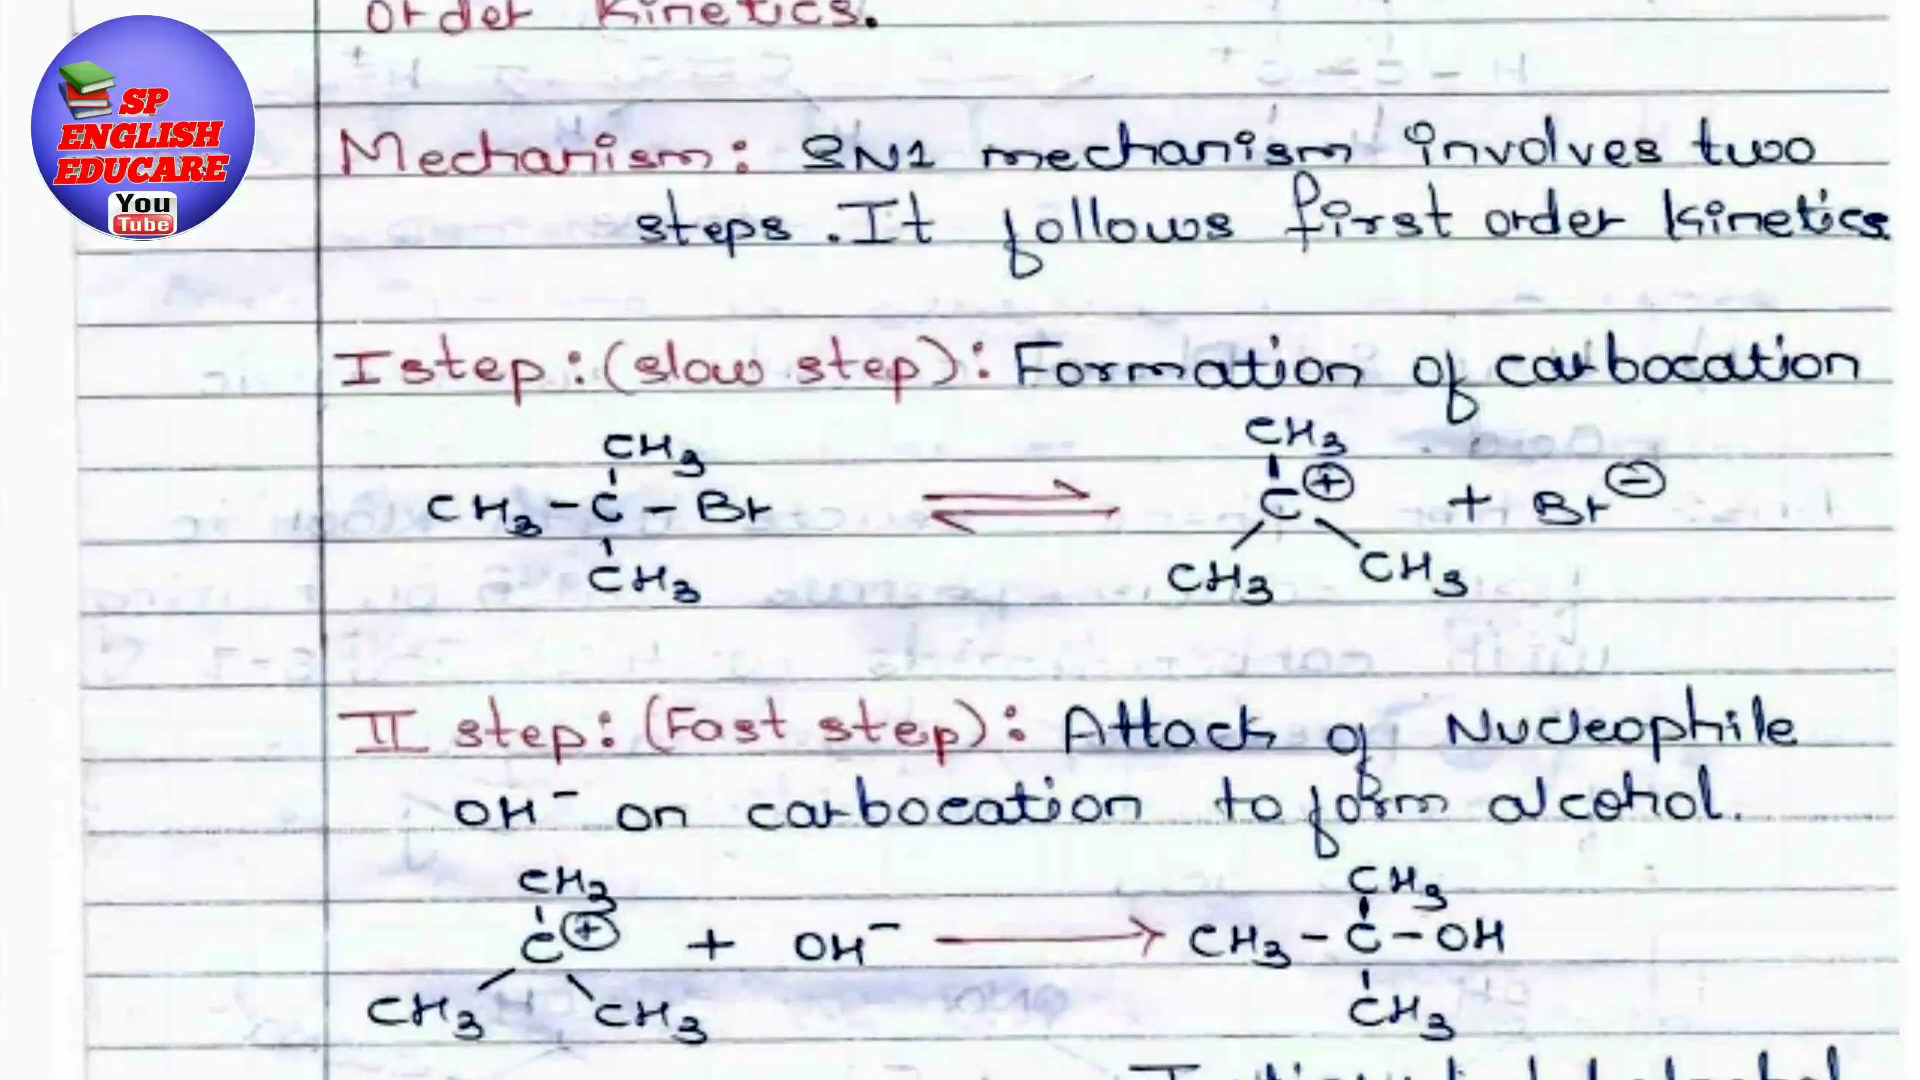 order Kinetics.
SP
ENGLISH
EDUCARE
You
Tube
Mechanism: SN1 mechanism involves two
steps. It follows first order kinetics.
I step: (slow step): Formation of carbocation
CH3
CH3 - C - Br ⇌ C⊕ + Br⊖
CH3
CH3 CH3 CH3
II step: (Fast step): Attack of Nucleophile
OH⁻ on carbocation to form alcohol.
CH3 CH3
C⊕ + OH⁻ → CH3 - C - OH
CH3 CH3 CH3